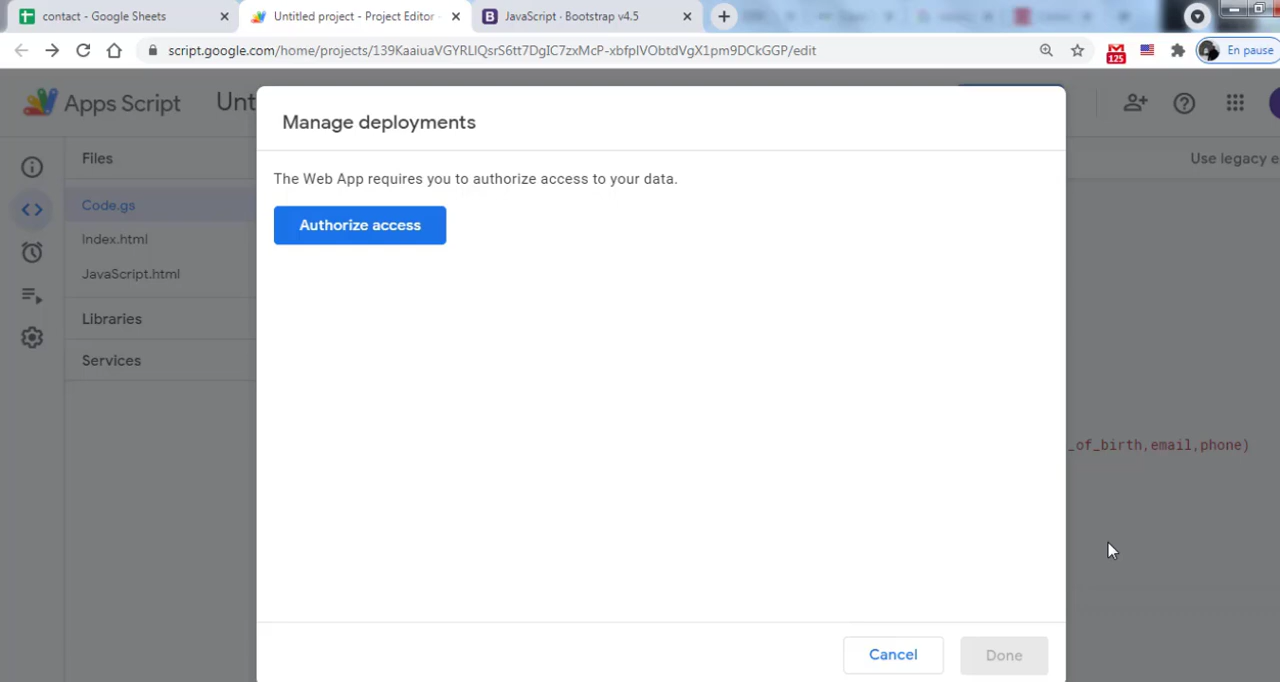 contact - Google Sheets
Untitled project - Project Editor
JavaScript · Bootstrap v4.5
script.google.com/home/projects/139KaaiuaVGYRLlQsrS6tt7DgIC7zxMcP-xbfplVObtdVgX1pm9DCkGGP/edit
125
En pause
Apps Script
Unt
Manage deployments
Files
Use legacy e
The Web App requires you to authorize access to your data.
Code.gs
Authorize access
Index.html
JavaScript.html
Libraries
Services
_of_birth,email,phone)
Cancel
Done